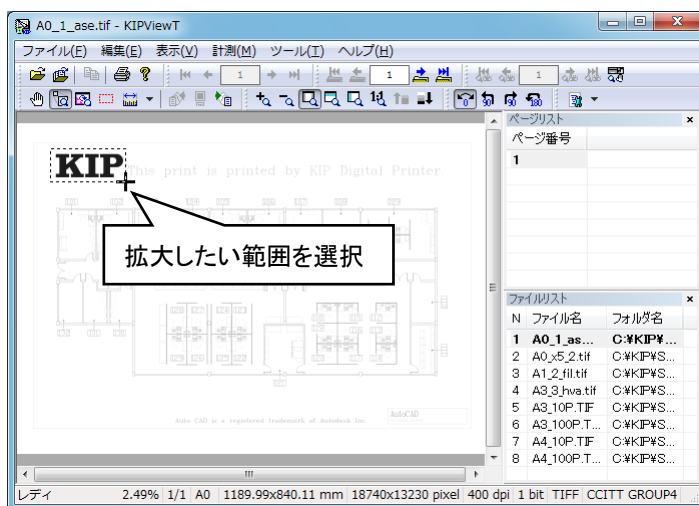 A0_1_ase.tif - KIPViewT
ファイル(F) 編集(E) 表示(V) 計測(M) ツール(T) ヘルプ(H)
1 1 1
1:1 0 90 180
ページリスト
ページ番号
1
KIP This print is printed by KIP Digital Printer.
拡大したい範囲を選択
Auto CAD is a registered trademark of Autodesk Inc.
AutoCAD
ファイルリスト
N ファイル名 フォルダ名
1 A0_1_as... C:¥KIP¥...
2 A0_x5_2.tif C:¥KIP¥S...
3 A1_2_fil.tif C:¥KIP¥S...
4 A3_3_hva.tif C:¥KIP¥S...
5 A3_10P.TIF C:¥KIP¥S...
6 A3_100P.T... C:¥KIP¥S...
7 A4_10P.TIF C:¥KIP¥S...
8 A4_100P.T... C:¥KIP¥S...
レディ 2.49% 1/1 A0 1189.99x840.11 mm 18740x13230 pixel 400 dpi 1 bit TIFF CCITT GROUP4